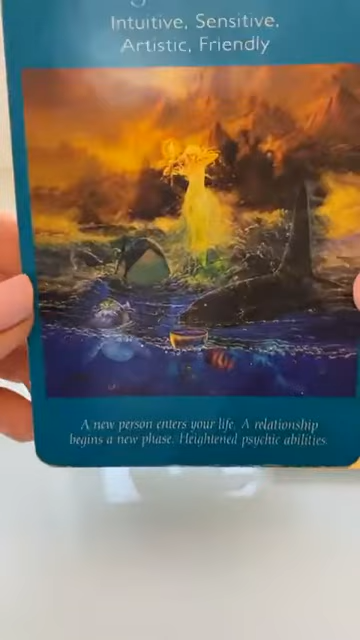 Intuitive, Sensitive,
Artistic, Friendly
A new person enters your life. A relationship
begins a new phase. Heightened psychic abilities.